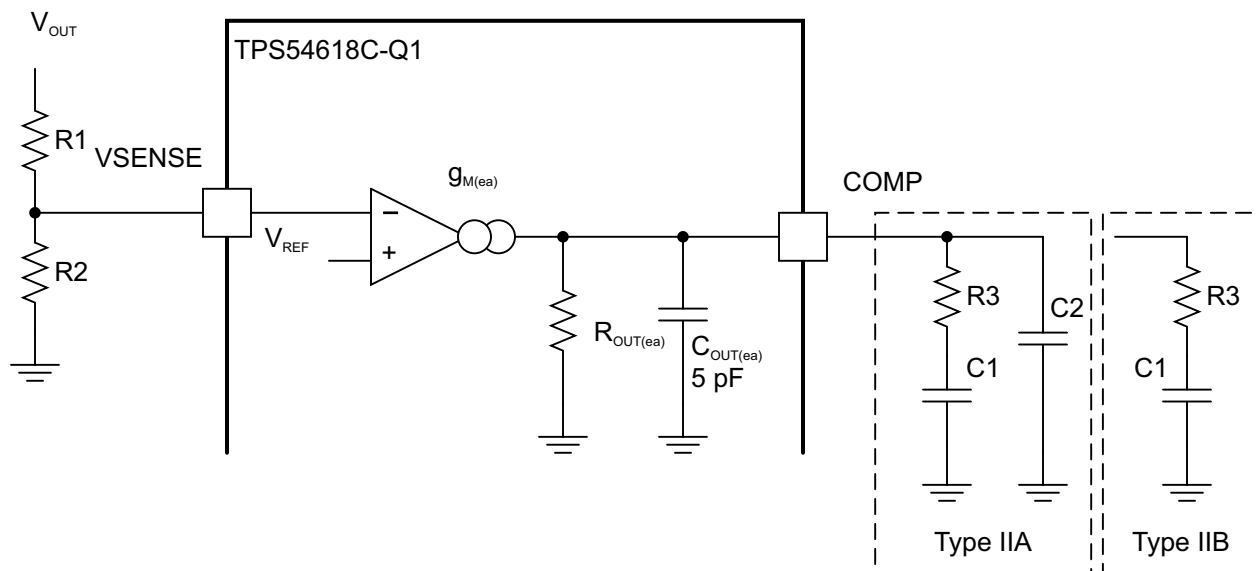 V_OUT
TPS54618C-Q1
R1
VSENSE
g_M(ea)
COMP
V_REF
−
+
R2
R_OUT(ea)
C_OUT(ea)
5 pF
R3
C2
C1
R3
C1
Type IIA
Type IIB